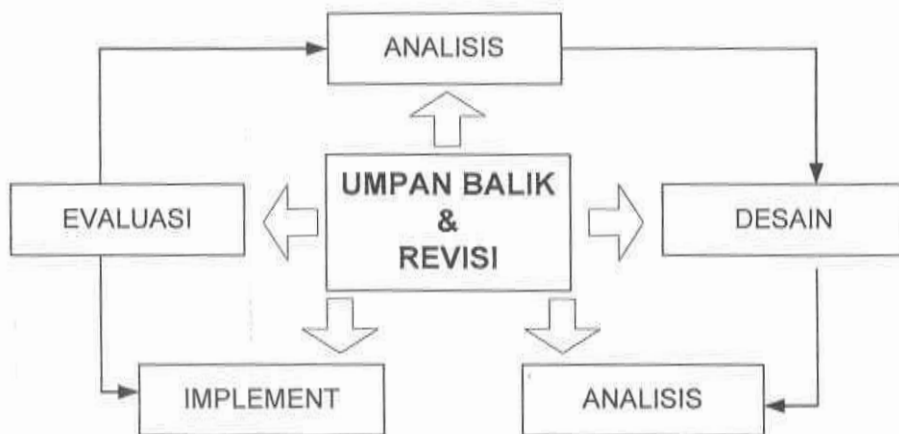 ANALISIS
UMPAN BALIK
&
REVISI
EVALUASI
DESAIN
IMPLEMENT
ANALISIS